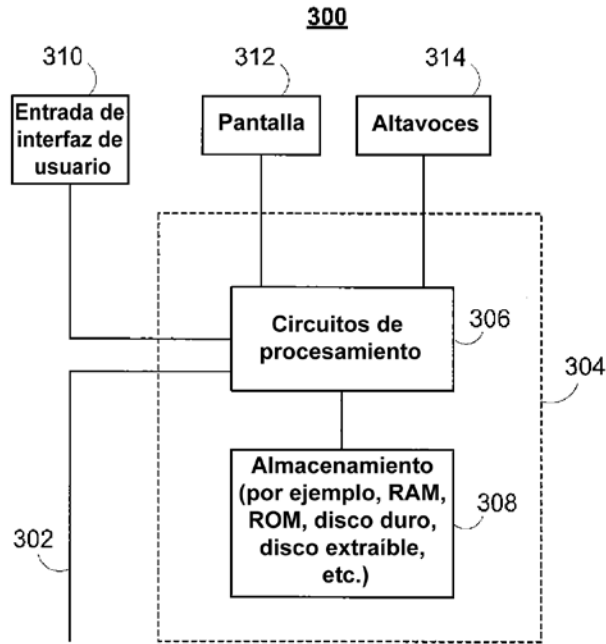 300
310
312
314
Entrada de
interfaz de
usuario
Pantalla
Altavoces
Circuitos de
procesamiento
306
304
Almacenamiento
(por ejemplo, RAM,
ROM, disco duro,
disco extraíble,
etc.)
308
302